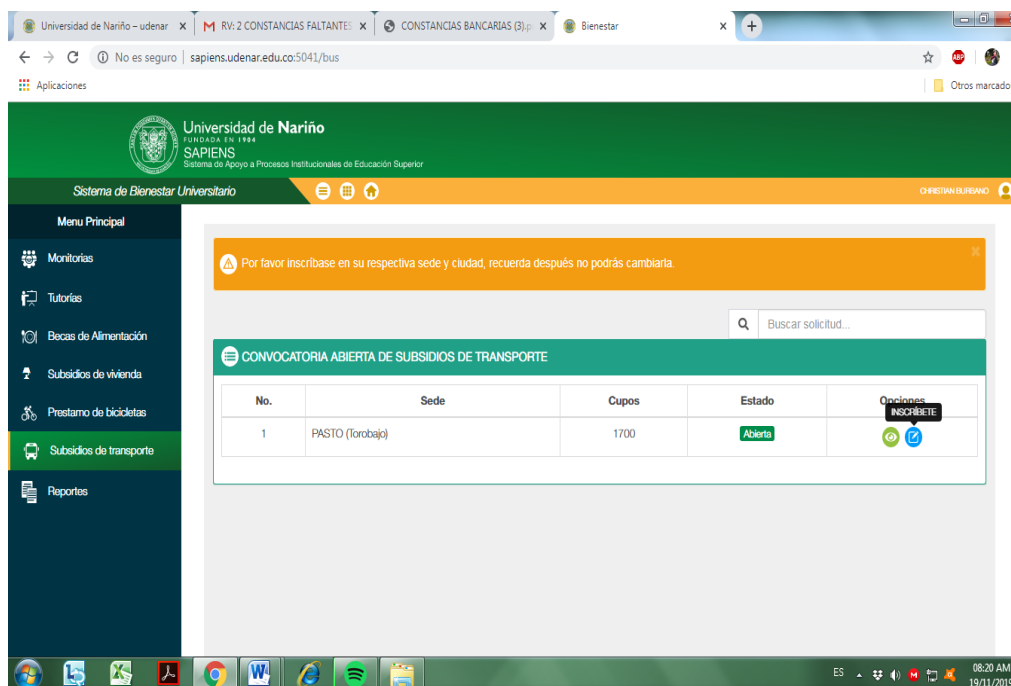 Universidad de Nariño – udenar x
RV: 2 CONSTANCIAS FALTANTES x
CONSTANCIAS BANCARIAS (3).p x
Bienestar x
No es seguro | sapiens.udenar.edu.co:5041/bus
ABP
Aplicaciones
Otros marcado
Universidad de Nariño
FUNDADA EN 1904
SAPIENS
Sistema de Apoyo a Procesos Institucionales de Educación Superior
Sistema de Bienestar Universitario
CHRISTIAN BURBANO
Menu Principal
Monitorias
Tutorías
Becas de Alimentación
Subsidios de vivienda
Prestamo de bicicletas
Subsidios de transporte
Reportes
Por favor inscríbase en su respectiva sede y ciudad, recuerda después no podrás cambiarla.
x
Buscar solicitud...
CONVOCATORIA ABIERTA DE SUBSIDIOS DE TRANSPORTE
No. Sede Cupos Estado Opciones
INSCRÍBETE
1 PASTO (Torobajo) 1700 Abierta
ES
08:20 AM
19/11/2019